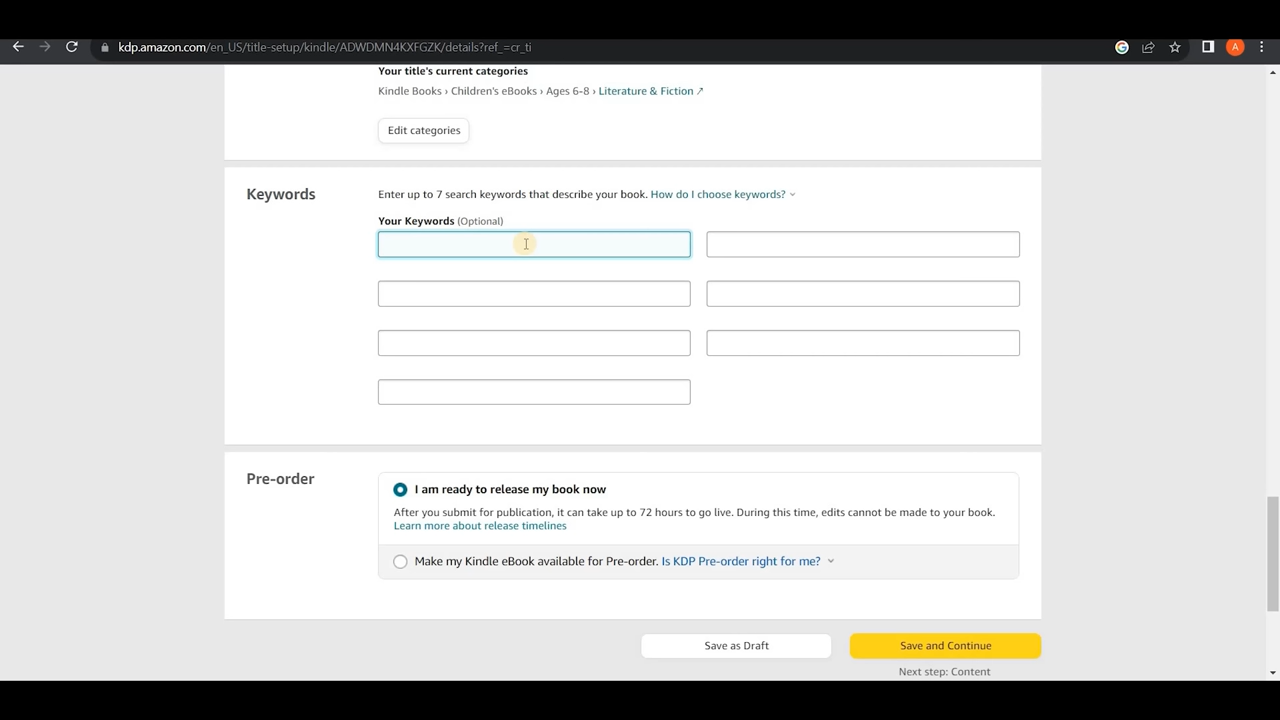 kdp.amazon.com/en_US/title-setup/kindle/ADWDMN4KXFGZK/details?ref_=cr_ti
A
Your title's current categories
Kindle Books › Children's eBooks › Ages 6-8 › Literature & Fiction ↗
Edit categories
Keywords
Enter up to 7 search keywords that describe your book. How do I choose keywords?
Your Keywords (Optional)
Pre-order
I am ready to release my book now
After you submit for publication, it can take up to 72 hours to go live. During this time, edits cannot be made to your book.
Learn more about release timelines
Make my Kindle eBook available for Pre-order. Is KDP Pre-order right for me?
Save as Draft
Save and Continue
Next step: Content